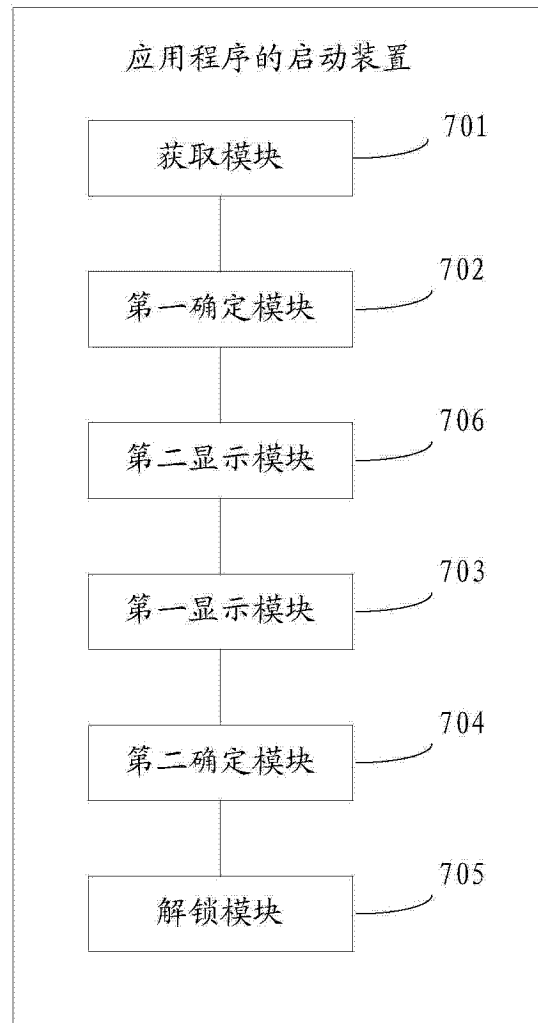 应用程序的启动装置
获取模块
701
第一确定模块
702
第二显示模块
706
第一显示模块
703
第二确定模块
704
解锁模块
705